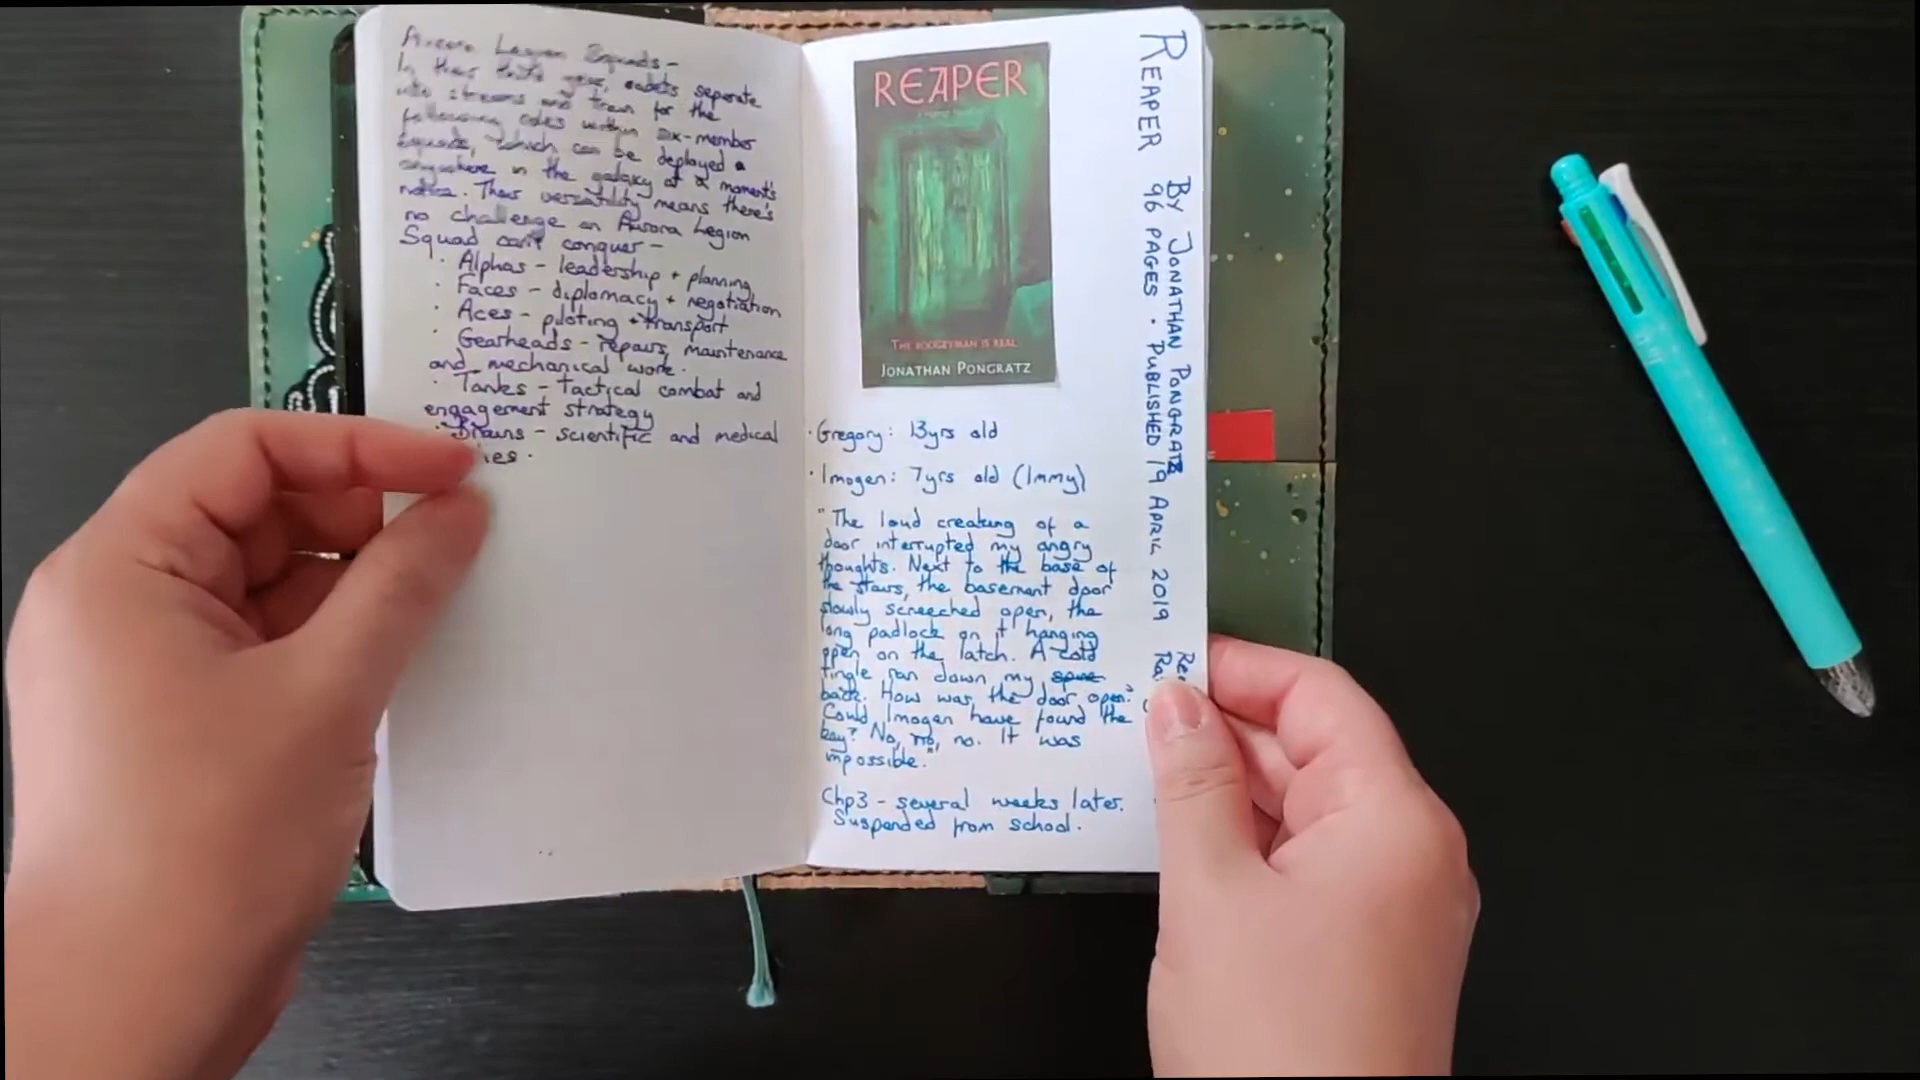 Aurora Legion Squads -
In their third year, cadets separate
into streams and train for the
following roles within six-member
squads, which can be deployed
anywhere in the galaxy at a moment's
notice. Their versatility means there's
no challenge an Aurora Legion
Squad can't conquer -
· Alphas - leadership + planning
· Faces - diplomacy + negotiation
· Aces - piloting + transport
· Gearheads - repairs, maintenance
and mechanical work.
· Tanks - tactical combat and
engagement strategy
· Brains - scientific and medical
REAPER
THE BOOGEYMAN IS REAL
JONATHAN PONGRATZ
· Gregory: 13yrs old
· Imogen: 7yrs old (Immy)
"The loud creaking of a
door interrupted my angry
thoughts. Next to the base of
the stairs, the basement door
slowly screeched open, the
long padlock on it hanging
open on the latch. A cold
tingle ran down my spine
back. How was the door open?
Could Imogen have found the
key? No, no, no. It was
impossible."
Chp3 - several weeks later.
Suspended from school.
REAPER BY JONATHAN PONGRATZ
96 PAGES · PUBLISHED 19 APRIL 2019